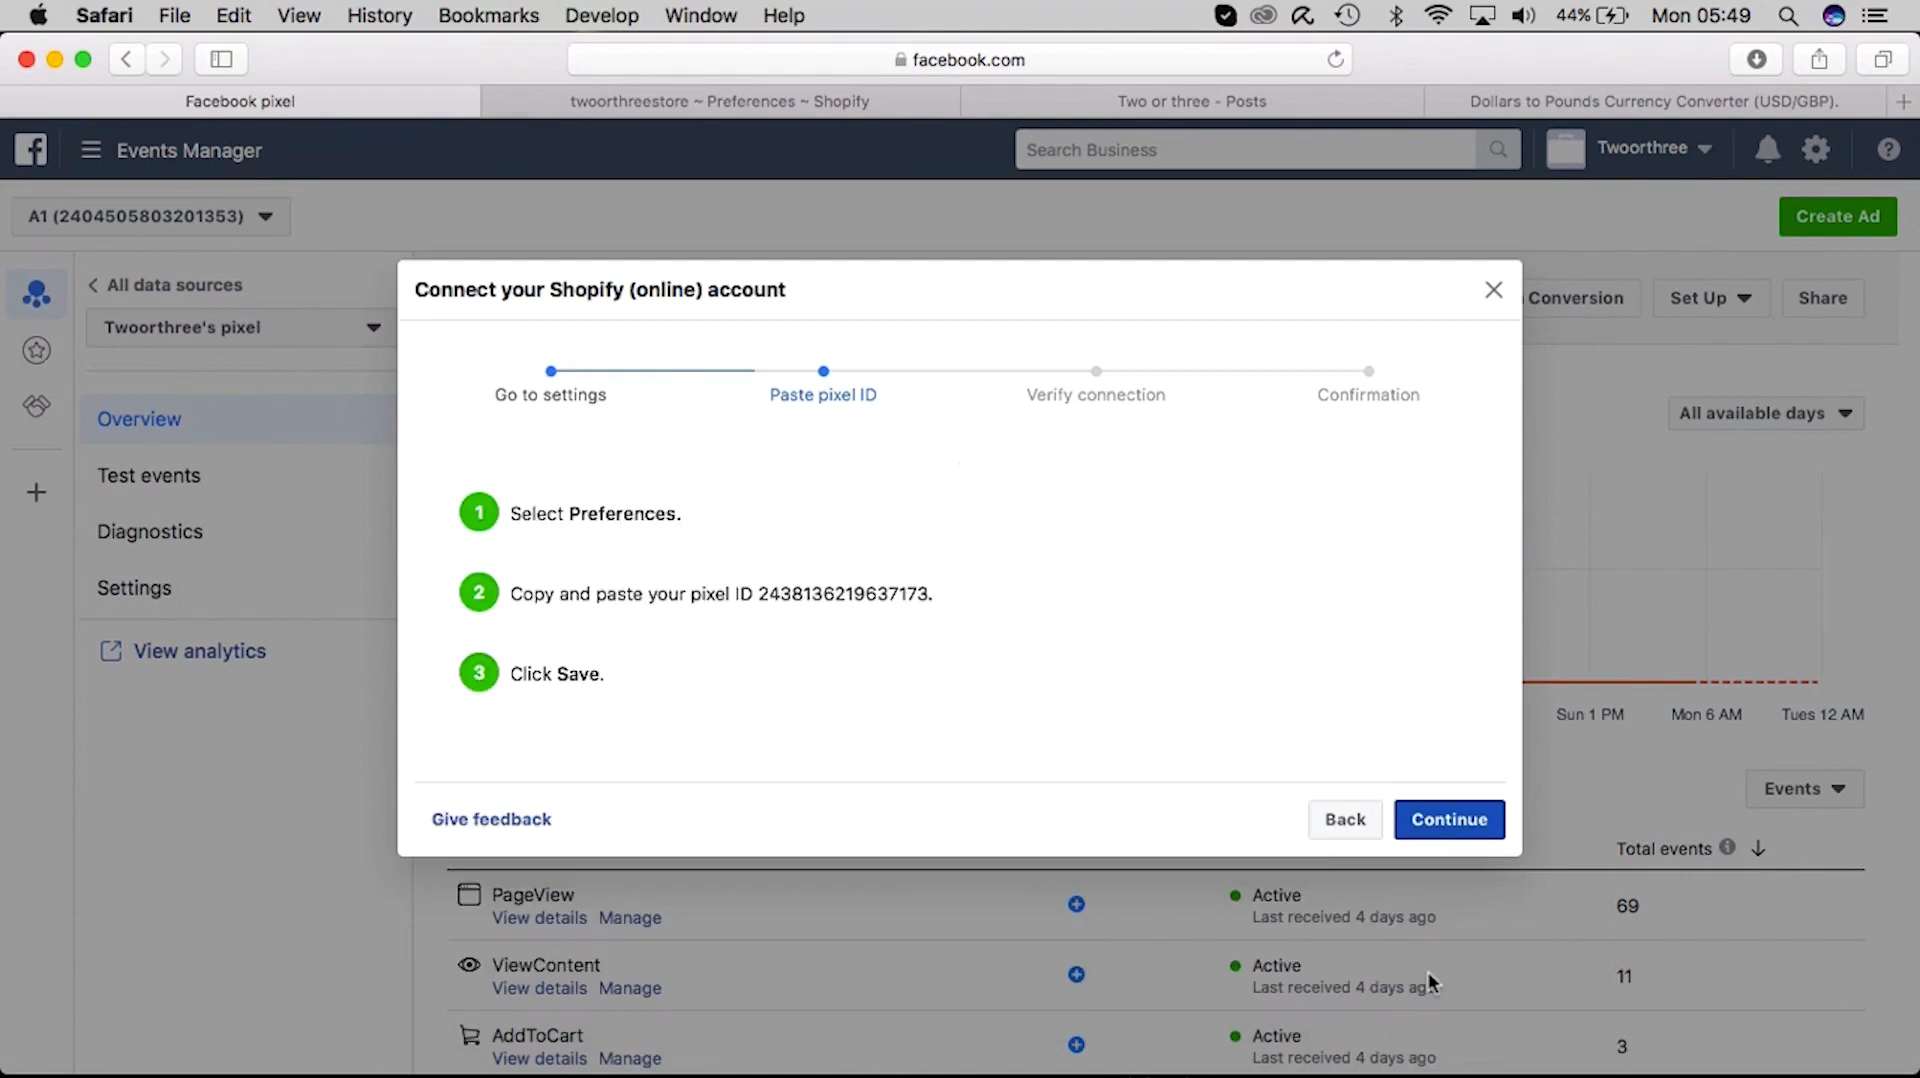 Safari File Edit View History Bookmarks Develop Window Help 44% Mon 05:49
facebook.com
Facebook pixel twoorthreestore ~ Preferences ~ Shopify Two or three - Posts Dollars to Pounds Currency Converter (USD/GBP).
Events Manager Search Business Twoorthree
A1 (2404505803201353) Create Ad
All data sources
Twoorthree's pixel
Conversion Set Up Share
Connect your Shopify (online) account
Go to settings Paste pixel ID Verify connection Confirmation
All available days
Overview
Test events
Diagnostics
Settings
View analytics
1 Select Preferences.
2 Copy and paste your pixel ID 2438136219637173.
3 Click Save.
Sun 1 PM Mon 6 AM Tues 12 AM
Give feedback Back Continue
Events
Total events
PageView Active 69
View details Manage Last received 4 days ago
ViewContent Active 11
View details Manage Last received 4 days ago
AddToCart Active 3
View details Manage Last received 4 days ago